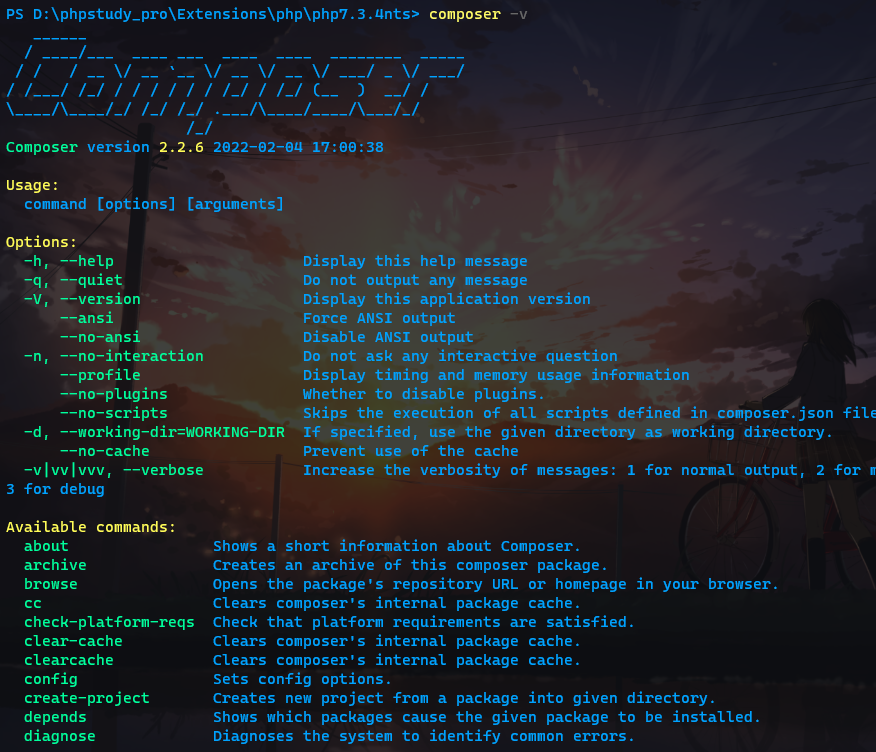 PS D:\phpstudy_pro\Extensions\php\php7.3.4nts> composer -v
   ______
  / ____/___  ____ ___  ____  ____  ________  _____
 / /   / __ \/ __ `__ \/ __ \/ __ \/ ___/ _ \/ ___/
/ /___/ /_/ / / / / / / /_/ / /_/ (__  )  __/ /
\____/\____/_/ /_/ /_/ .___/\____/____/\___/_/
                    /_/
Composer version 2.2.6 2022-02-04 17:00:38
Usage:
  command [options] [arguments]
Options:
  -h, --help                     Display this help message
  -q, --quiet                    Do not output any message
  -V, --version                  Display this application version
      --ansi                     Force ANSI output
      --no-ansi                  Disable ANSI output
  -n, --no-interaction           Do not ask any interactive question
      --profile                  Display timing and memory usage information
      --no-plugins               Whether to disable plugins.
      --no-scripts               Skips the execution of all scripts defined in composer.json file
  -d, --working-dir=WORKING-DIR  If specified, use the given directory as working directory.
      --no-cache                 Prevent use of the cache
  -v|vv|vvv, --verbose           Increase the verbosity of messages: 1 for normal output, 2 for m
3 for debug
Available commands:
  about                Shows a short information about Composer.
  archive              Creates an archive of this composer package.
  browse               Opens the package's repository URL or homepage in your browser.
  cc                   Clears composer's internal package cache.
  check-platform-reqs  Check that platform requirements are satisfied.
  clear-cache          Clears composer's internal package cache.
  clearcache           Clears composer's internal package cache.
  config               Sets config options.
  create-project       Creates new project from a package into given directory.
  depends              Shows which packages cause the given package to be installed.
  diagnose             Diagnoses the system to identify common errors.